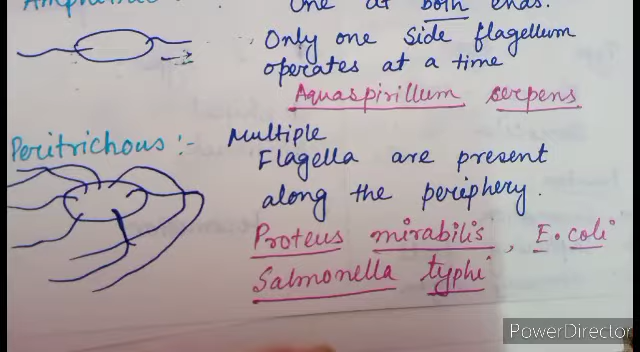 One at both ends.
Only one side flagellum
operates at a time
Aquaspirillum serpens
Peritrichous :- Multiple
Flagella are present
along the periphery.
Proteus mirabilis, E. coli
Salmonella typhi
PowerDirector